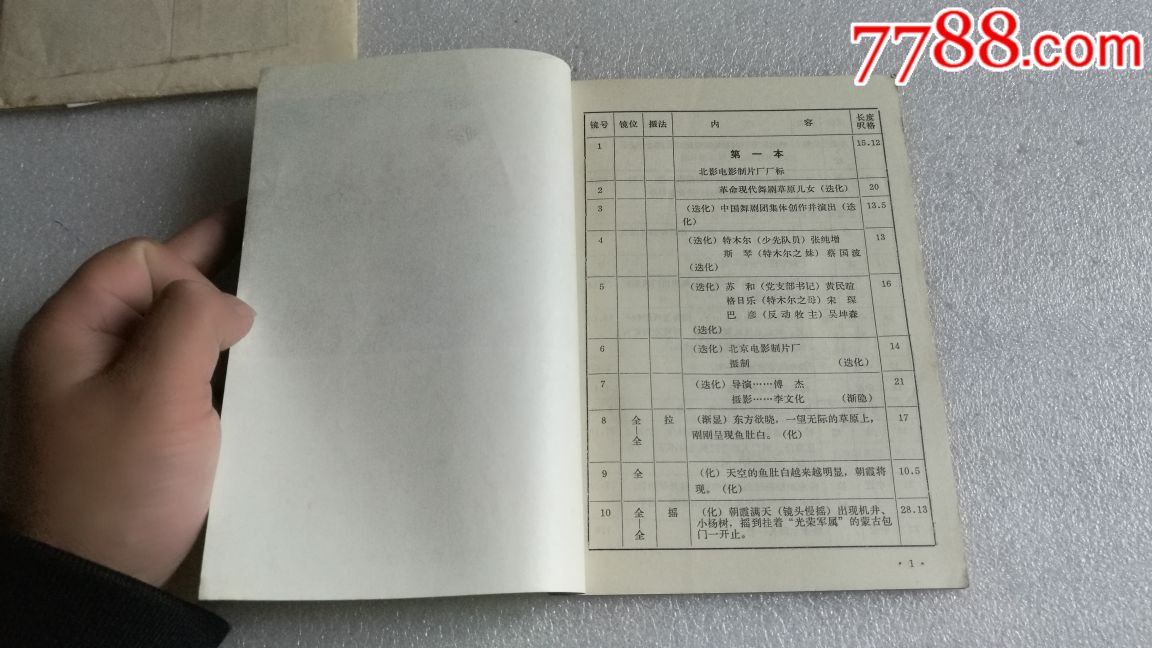 7788.com
镜号 镜位 摄法 内 容 长度 呎格
1 15.12
第一本
北影电影制片厂厂标
2 革命现代舞剧草原儿女（迭化） 20
3 （迭化）中国舞剧团集体创作并演出（迭 13.5
化）
4 （迭化）特木尔（少先队员）张纯增 13
斯 琴（特木尔之妹）蔡国波
（迭化）
5 （迭化）苏 和（党支部书记）黄民暄 16
格日乐（特木尔之母）宋 琛
巴 彦（反动牧主）吴坤森
（迭化）
6 （迭化）北京电影制片厂 14
摄制 （迭化）
7 （迭化）导演……傅 杰 21
摄影……李文化 （渐隐）
8 全—全 拉 （渐显）东方欲晓，一望无际的草原上， 17
刚刚呈现鱼肚白。（化）
9 全 （化）天空的鱼肚白越来越明显，朝霞将 10.5
现。（化）
10 全—全 摇 （化）朝霞满天（镜头慢摇）出现机井、 28.13
小杨树，摇到挂着“光荣军属”的蒙古包
门一开止。
·1·